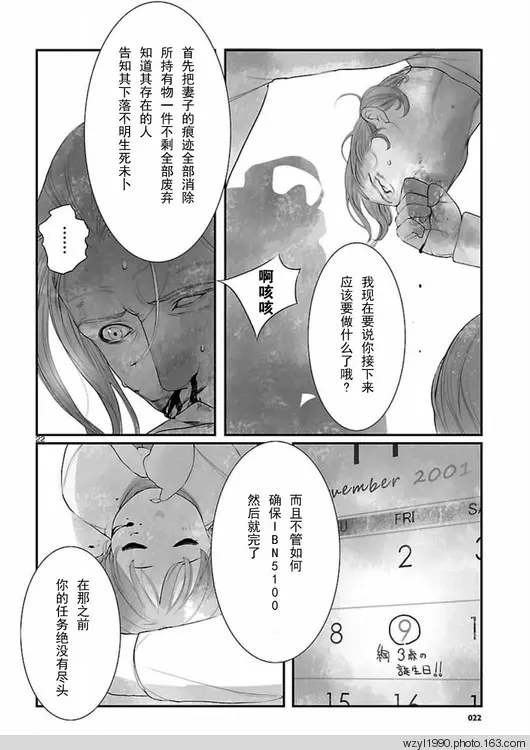 我现在要说你接下来
应该要做什么了哦?
啊咳咳
首先把妻子的痕迹全部消除
所持有物一件不剩全部废弃
知道其存在的人
告知其下落不明生死未卜
……
22
November 2001
FRI
SA
2
8
⑨
綯3歳の
誕生日!!
15
16
而且不管如何
确保IBN5100
然后就完了
在那之前
你的任务绝没有尽头
022
wzyl1990.photo.163.com